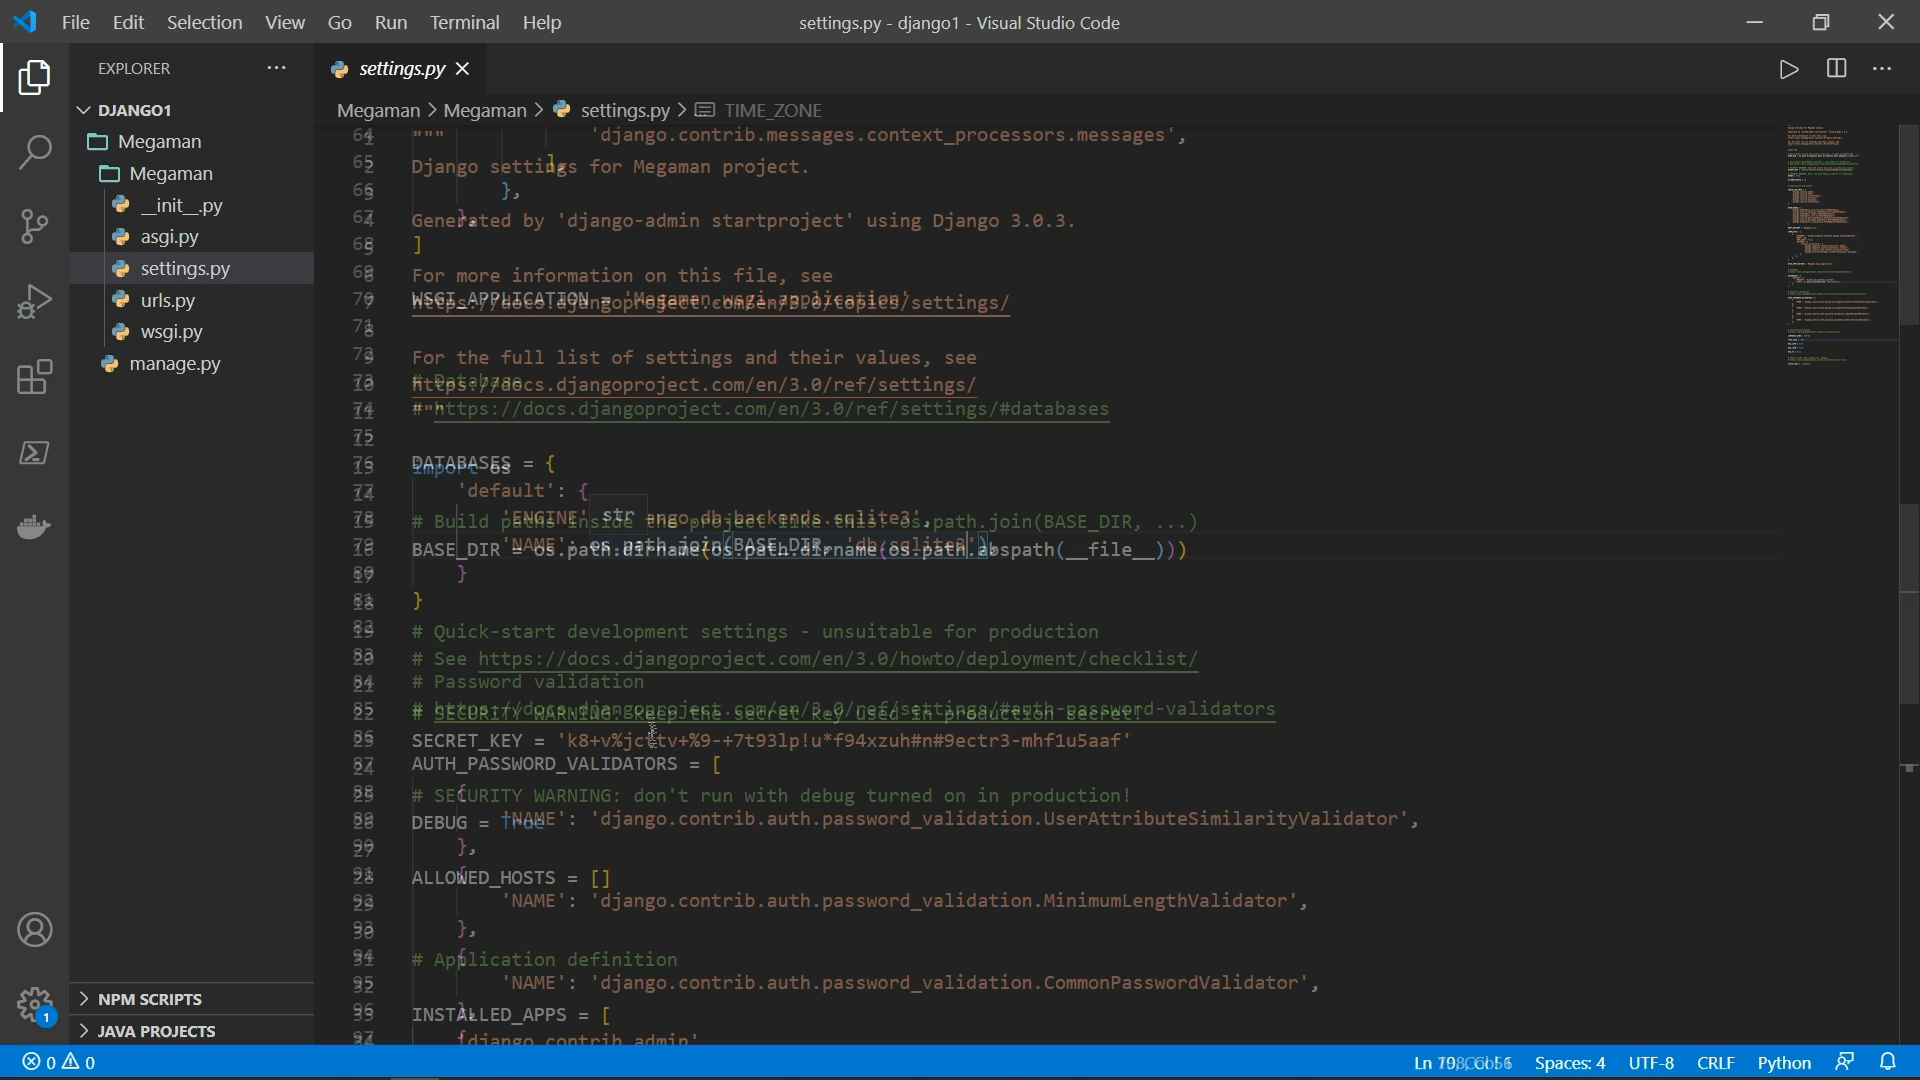 File Edit Selection View Go Run Terminal Help
settings.py - django1 - Visual Studio Code
EXPLORER
settings.py
Megaman > Megaman > settings.py > TIME_ZONE
DJANGO1
Megaman
Megaman
__init__.py
asgi.py
settings.py
urls.py
wsgi.py
manage.py
NPM SCRIPTS
JAVA PROJECTS
"""
'django.contrib.messages.context_processors.messages',
],
Django settings for Megaman project.
},
},
Generated by 'django-admin startproject' using Django 3.0.3.
]
For more information on this file, see
WSGI_APPLICATION = 'Megaman.wsgi.application'
https://docs.djangoproject.com/en/3.0/topics/settings/
For the full list of settings and their values, see
# Database
https://docs.djangoproject.com/en/3.0/ref/settings/
"""
# https://docs.djangoproject.com/en/3.0/ref/settings/#databases
DATABASES = {
import os
'default': {
'ENGINE'
str
ango.db.backends.sqlite3',
# Build paths inside the project like this: os.path.join(BASE_DIR, ...)
'NAME': os.path.join(BASE_DIR, 'db.sqlite3'),
BASE_DIR = os.path.dirname(os.path.dirname(os.path.abspath(__file__)))
}
}
# Quick-start development settings - unsuitable for production
# See https://docs.djangoproject.com/en/3.0/howto/deployment/checklist/
# Password validation
# https://docs.djangoproject.com/en/3.0/ref/settings/#auth-password-validators
# SECURITY WARNING: keep the secret key used in production secret!
SECRET_KEY = 'k8+v%jcttv+%9-+7t93lp!u*f94xzuh#n#9ectr3-mhf1u5aaf'
AUTH_PASSWORD_VALIDATORS = [
{
# SECURITY WARNING: don't run with debug turned on in production!
'NAME': 'django.contrib.auth.password_validation.UserAttributeSimilarityValidator',
DEBUG = True
},
{
ALLOWED_HOSTS = []
'NAME': 'django.contrib.auth.password_validation.MinimumLengthValidator',
},
{
# Application definition
'NAME': 'django.contrib.auth.password_validation.CommonPasswordValidator',
},
INSTALLED_APPS = [
{
'django.contrib.admin'
1
0 0
Spaces: 4 UTF-8 CRLF Python